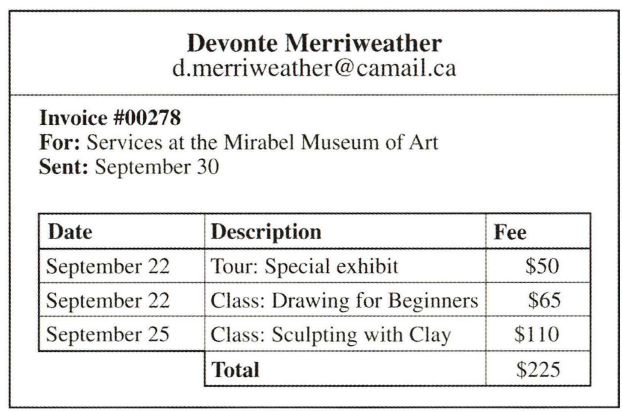 Devonte Merriweather
d.merriweather@camail.ca
Invoice #00278
For: Services at the Mirabel Museum of Art
Sent: September 30
Date Description Fee
September 22 Tour: Special exhibit $50
September 22 Class: Drawing for Beginners $65
September 25 Class: Sculpting with Clay $110
Total $225